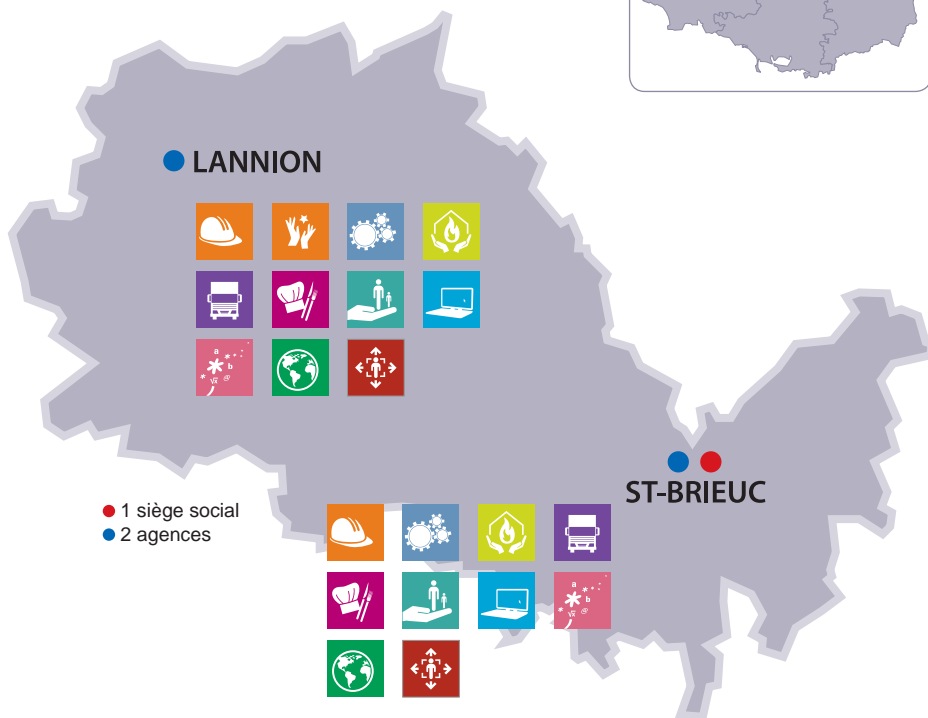 LANNION
a
b
√x
@
ST-BRIEUC
1 siège social
2 agences
a
b
√x
@